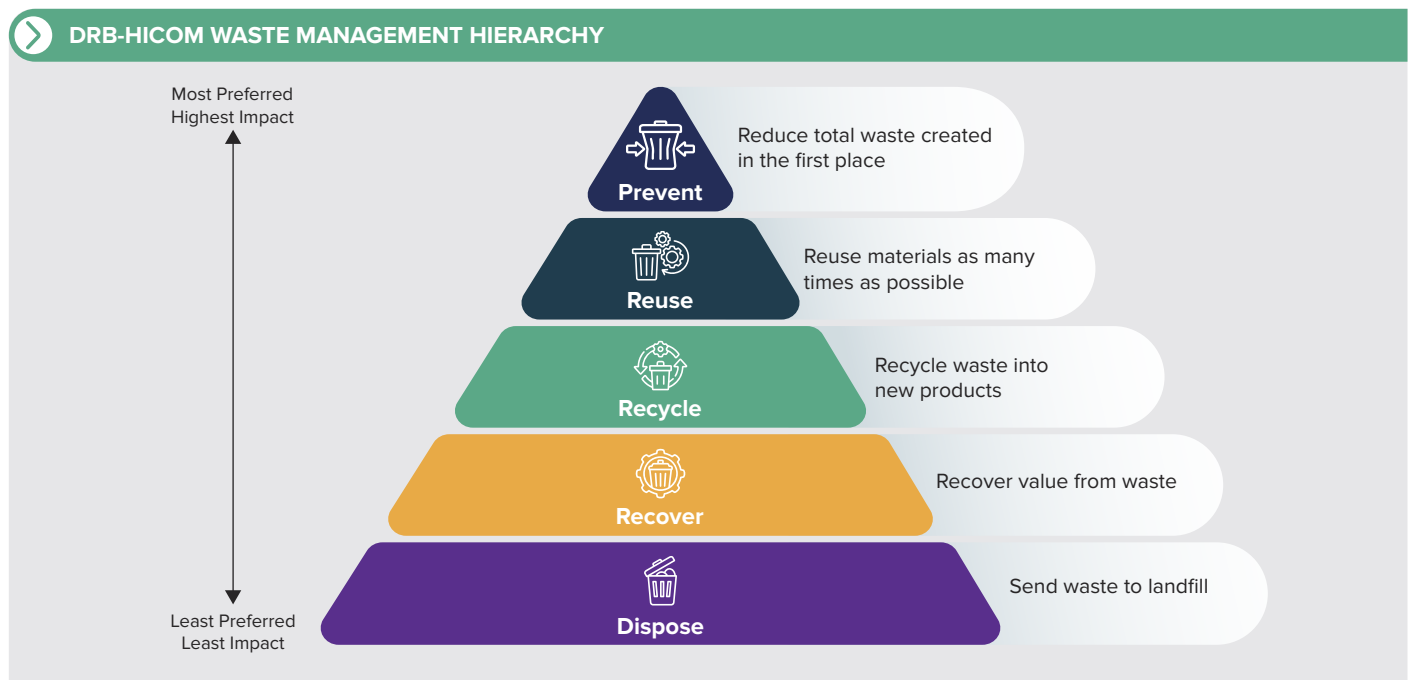 DRB-HICOM WASTE MANAGEMENT HIERARCHY
Most Preferred
Highest Impact
Reduce total waste created
in the first place
Prevent
Reuse materials as many
times as possible
Reuse
Recycle waste into
new products
Recycle
Recover value from waste
Recover
Send waste to landfill
Dispose
Least Preferred
Least Impact